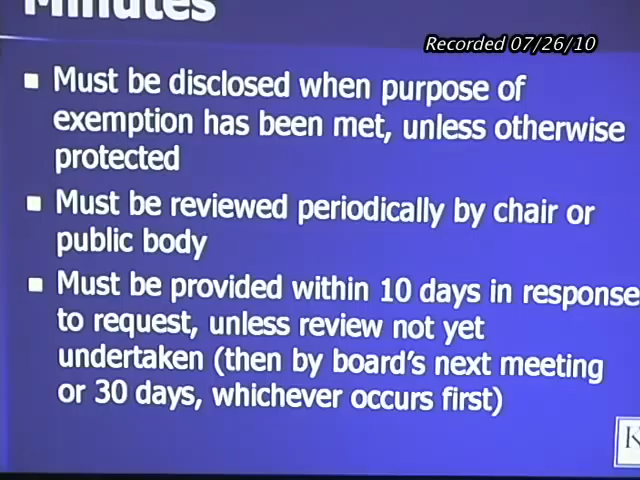 Minutes
Recorded 07/26/10
Must be disclosed when purpose of
exemption has been met, unless otherwise
protected
Must be reviewed periodically by chair or
public body
Must be provided within 10 days in response
to request, unless review not yet
undertaken (then by board's next meeting
or 30 days, whichever occurs first)
K